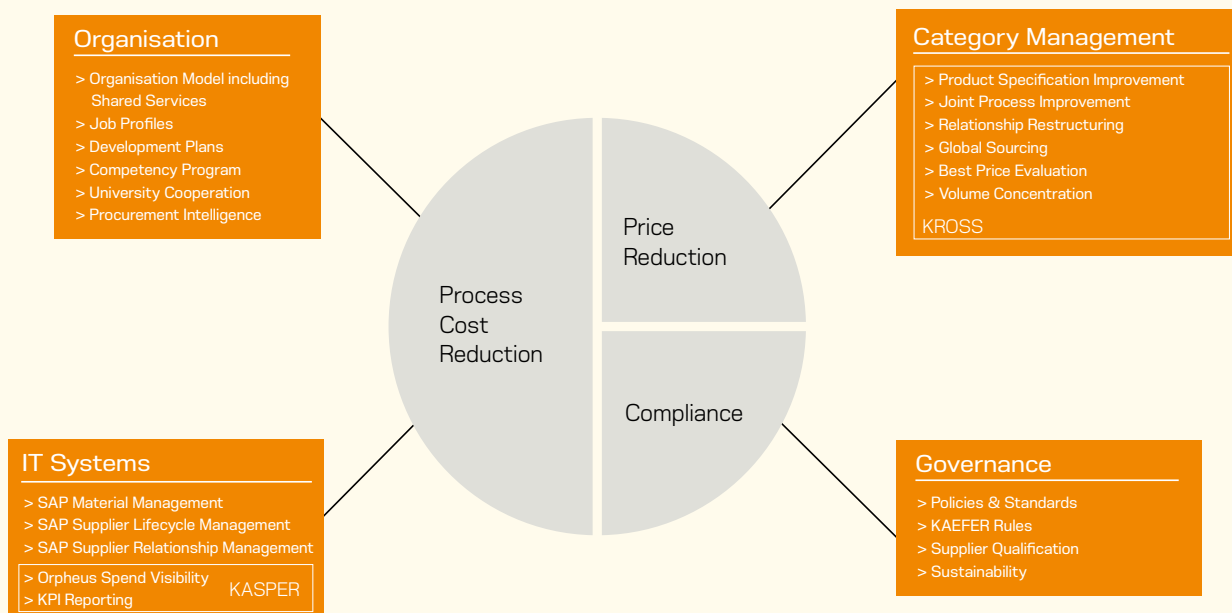 Organisation
> Organisation Model including
Shared Services
> Job Profiles
> Development Plans
> Competency Program
> University Cooperation
> Procurement Intelligence
Category Management
> Product Specification Improvement
> Joint Process Improvement
> Relationship Restructuring
> Global Sourcing
> Best Price Evaluation
> Volume Concentration
KROSS
Process
Cost
Reduction
Price
Reduction
Compliance
IT Systems
> SAP Material Management
> SAP Supplier Lifecycle Management
> SAP Supplier Relationship Management
> Orpheus Spend Visibility
> KPI Reporting
KASPER
Governance
> Policies & Standards
> KAEFER Rules
> Supplier Qualification
> Sustainability